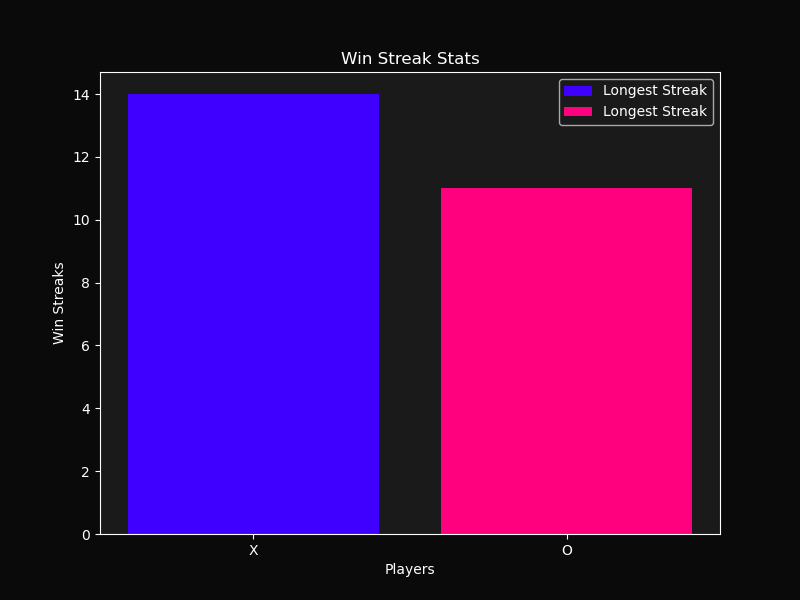 Win Streak Stats
Longest Streak
Longest Streak
14
12
10
8
6
4
2
0
Win Streaks
X
O
Players